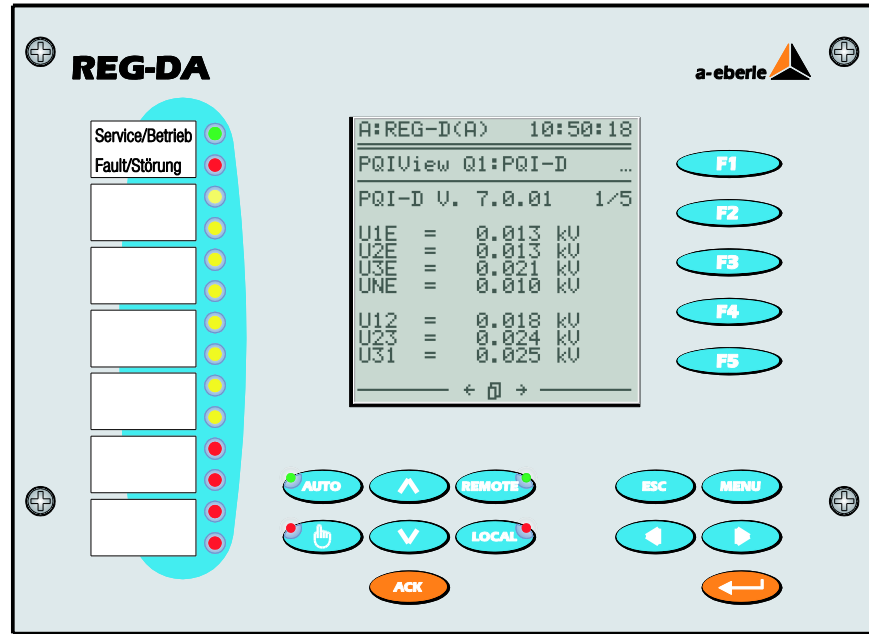 REG-DA
a-eberle
Service/Betrieb
Fault/Störung
A:REG-D(A) 10:50:18
PQIView Q1:PQI-D …
PQI-D V. 7.0.01 1/5
U1E = 0.013 kV
U2E = 0.013 kV
U3E = 0.021 kV
UNE = 0.010 kV
U12 = 0.018 kV
U23 = 0.024 kV
U31 = 0.025 kV
F1
F2
F3
F4
F5
AUTO
REMOTE
ESC
MENU
LOCAL
ACK